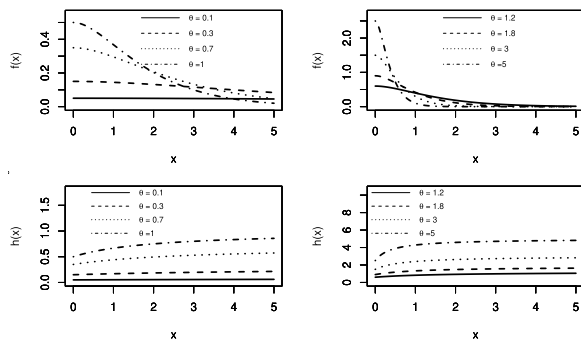 θ = 0.1
θ = 0.3
θ = 0.7
θ =1
f(x)
0.0 0.2 0.4
0 1 2 3 4 5
x
θ = 1.2
θ = 1.8
θ = 3
θ =5
f(x)
0.0 1.0 2.0
0 1 2 3 4 5
x
θ = 0.1
θ = 0.3
θ = 0.7
θ =1
h(x)
0.0 0.5 1.0 1.5
0 1 2 3 4 5
x
θ = 1.2
θ = 1.8
θ = 3
θ =5
h(x)
0 2 4 6 8 10
0 1 2 3 4 5
x